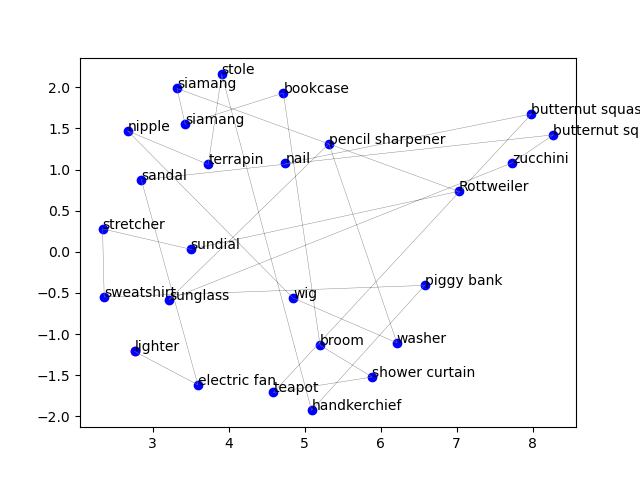 stole
siamang
bookcase
2.0
butternut squas
siamang
1.5
nipple
butternut sq
pencil sharpener
terrapin
nail
zucchini
1.0
sandal
Rottweiler
0.5
stretcher
sundial
0.0
piggy bank
sweatshirt
sunglass
wig
−0.5
broom
washer
−1.0
lighter
shower curtain
electric fan
teapot
−1.5
handkerchief
−2.0
3 4 5 6 7 8